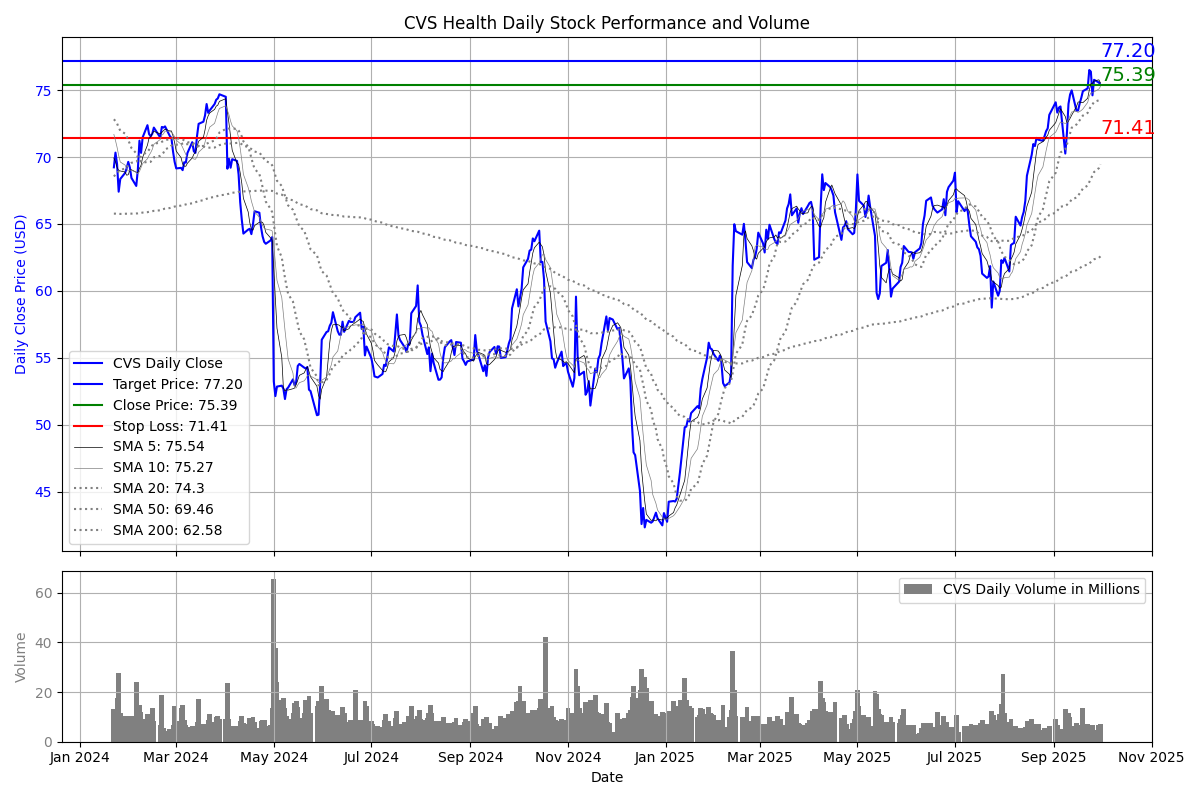 CVS Health Daily Stock Performance and Volume
77.20
75.39
71.41
75
70
65
60
55
50
45
Daily Close Price (USD)
CVS Daily Close
Target Price: 77.20
Close Price: 75.39
Stop Loss: 71.41
SMA 5: 75.54
SMA 10: 75.27
SMA 20: 74.3
SMA 50: 69.46
SMA 200: 62.58
60
40
20
0
Volume
CVS Daily Volume in Millions
Jan 2024 Mar 2024 May 2024 Jul 2024 Sep 2024 Nov 2024 Jan 2025 Mar 2025 May 2025 Jul 2025 Sep 2025 Nov 2025
Date